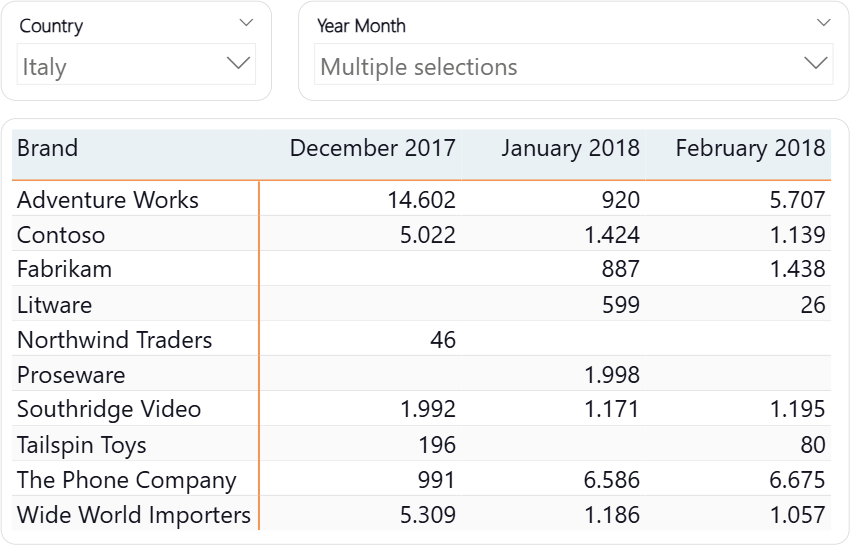 Country
Italy
Year Month
Multiple selections
Brand December 2017 January 2018 February 2018
Adventure Works 14.602 920 5.707
Contoso 5.022 1.424 1.139
Fabrikam 887 1.438
Litware 599 26
Northwind Traders 46
Proseware 1.998
Southridge Video 1.992 1.171 1.195
Tailspin Toys 196 80
The Phone Company 991 6.586 6.675
Wide World Importers 5.309 1.186 1.057